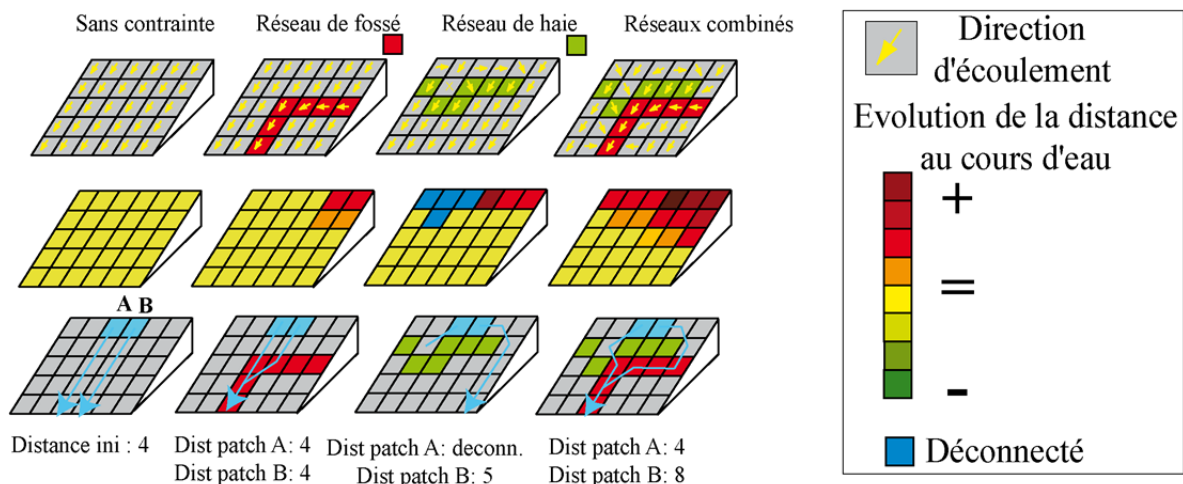 Sans contrainte
Réseau de fossé
Réseau de haie
Réseaux combinés
A B
Distance ini : 4
Dist patch A: 4
Dist patch B: 4
Dist patch A: deconn.
Dist patch B: 5
Dist patch A: 4
Dist patch B: 8
Direction
d'écoulement
Evolution de la distance
au cours d'eau
+
=
-
Déconnecté